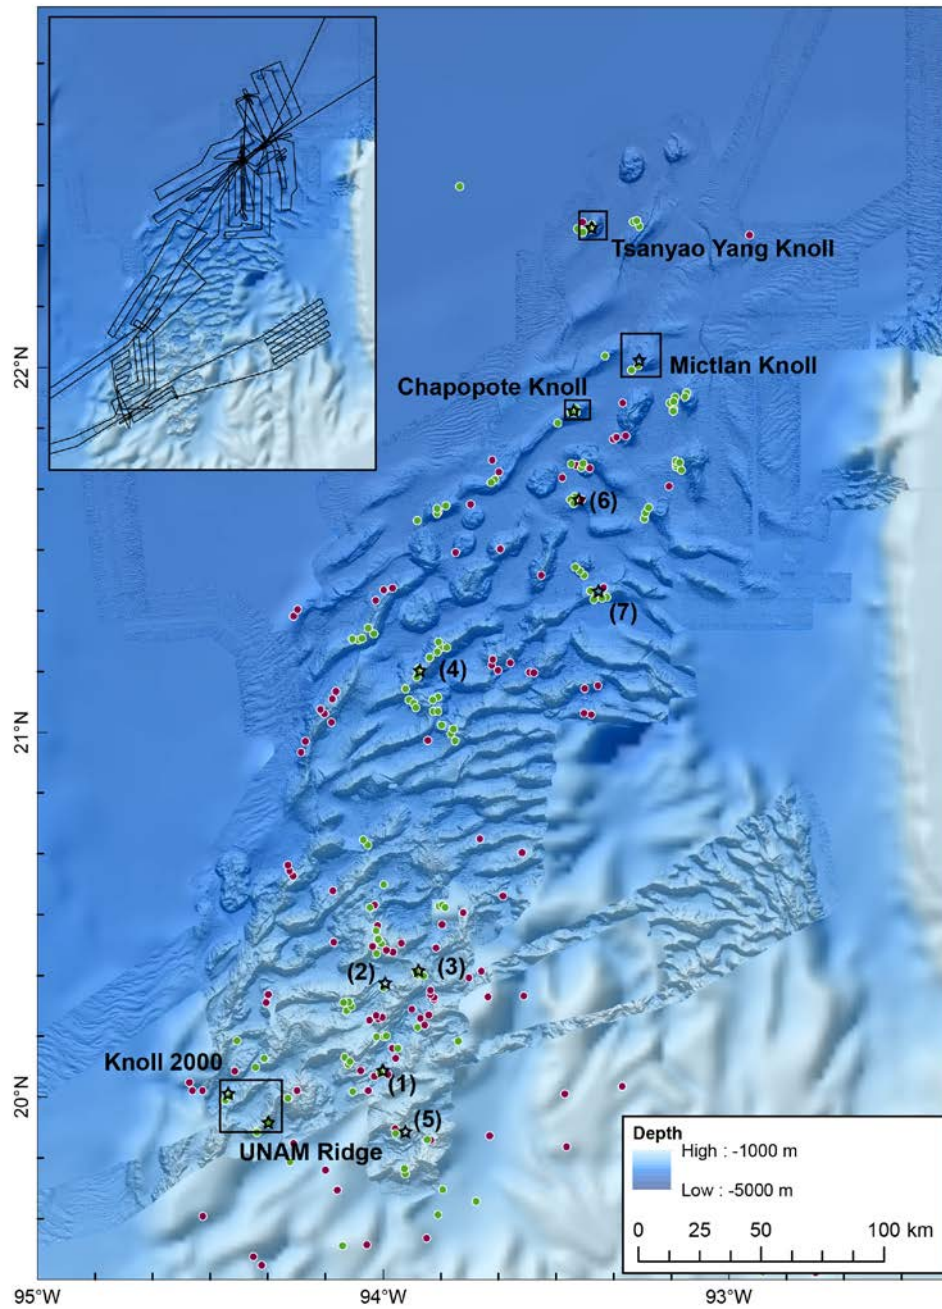 Tsanyao Yang Knoll
22°N
Mictlan Knoll
Chapopote Knoll
(6)
(7)
(4)
21°N
(2)
(3)
Knoll 2000
(1)
20°N
(5)
UNAM Ridge
Depth
High : -1000 m
Low : -5000 m
0 25 50 100 km
95°W 94°W 93°W